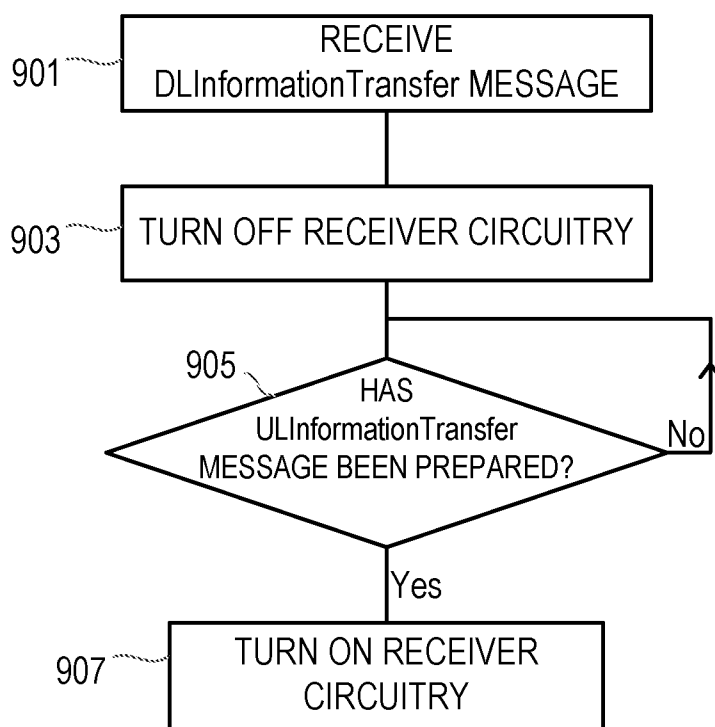 901
RECEIVE
DLInformationTransfer MESSAGE
903
TURN OFF RECEIVER CIRCUITRY
905
HAS
ULInformationTransfer
MESSAGE BEEN PREPARED?
No
Yes
907
TURN ON RECEIVER
CIRCUITRY